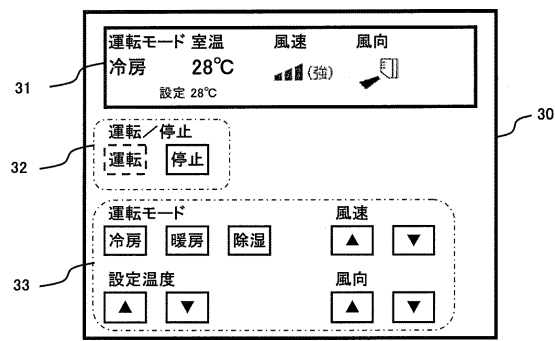 運転モード 室温 風速 風向
冷房 28℃ (強)
設定 28℃
31
30
運転／停止
32
運転 停止
運転モード 風速
冷房 暖房 除湿 ▲ ▼
33
設定温度 風向
▲ ▼ ▲ ▼